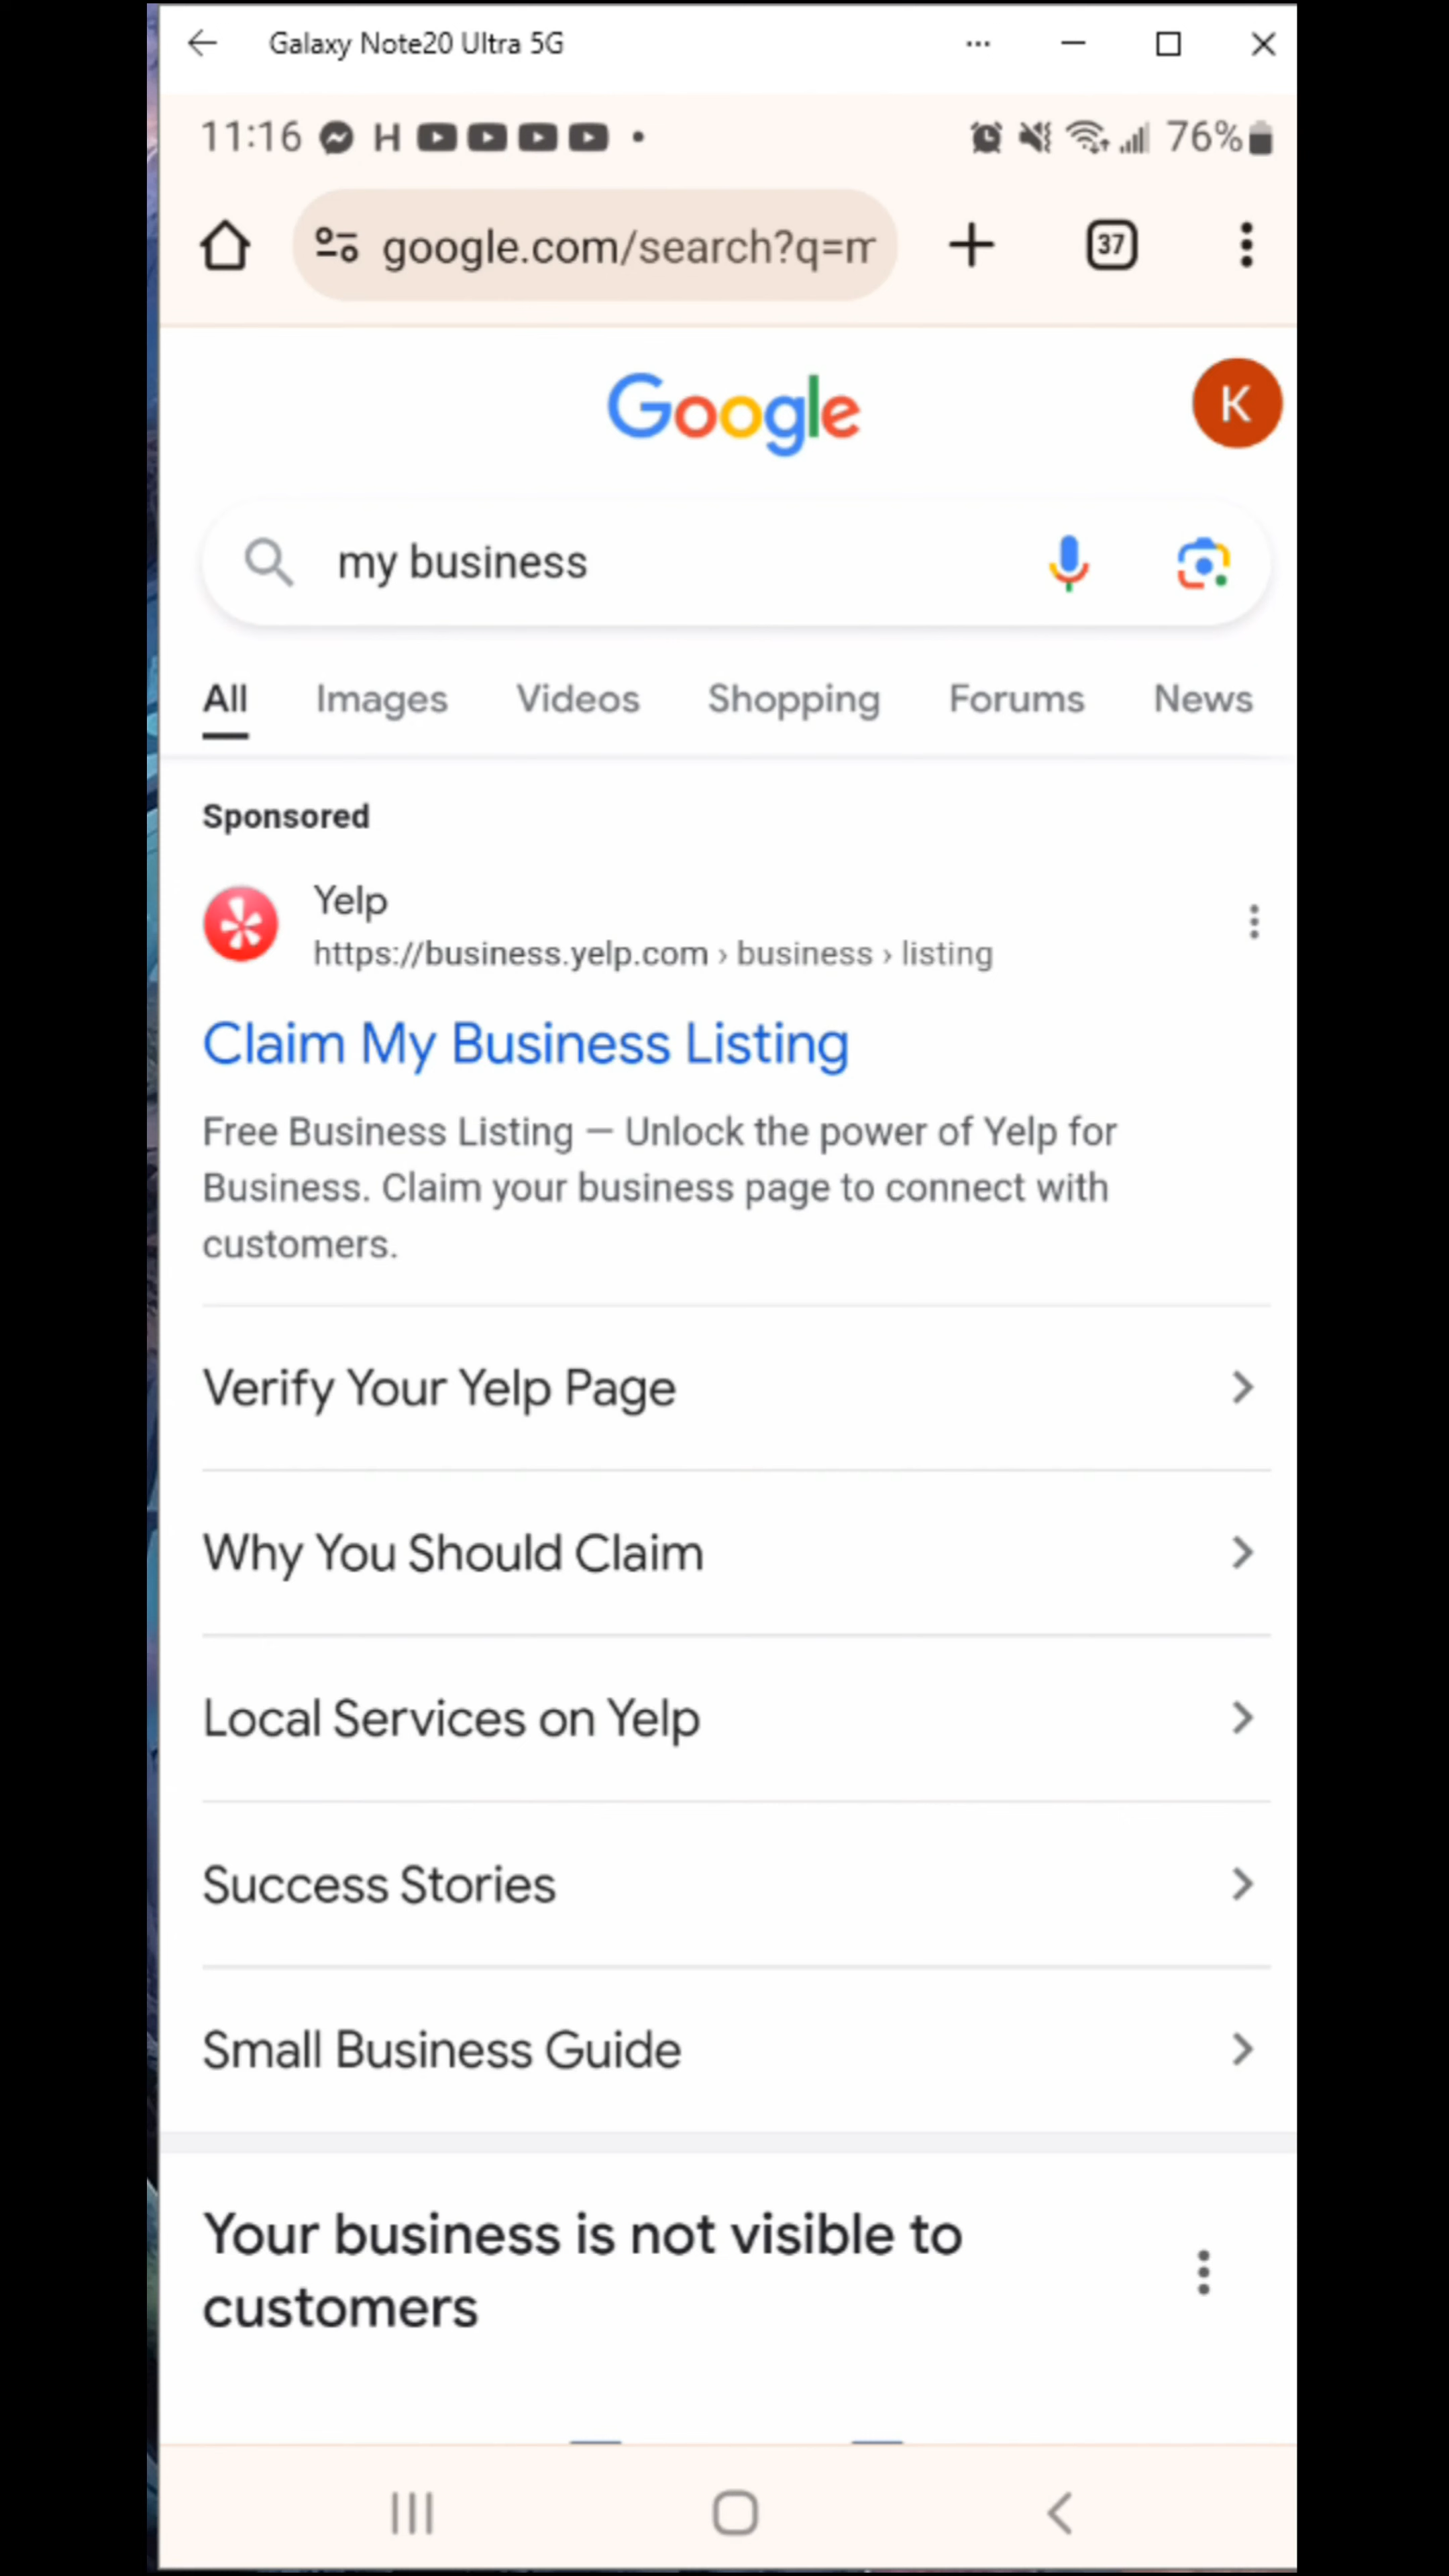 Galaxy Note20 Ultra 5G
11:16 H 76%
google.com/search?q=m
37
Google
K
my business
All Images Videos Shopping Forums News
Sponsored
Yelp
https://business.yelp.com › business › listing
Claim My Business Listing
Free Business Listing — Unlock the power of Yelp for
Business. Claim your business page to connect with
customers.
Verify Your Yelp Page
Why You Should Claim
Local Services on Yelp
Success Stories
Small Business Guide
Your business is not visible to
customers